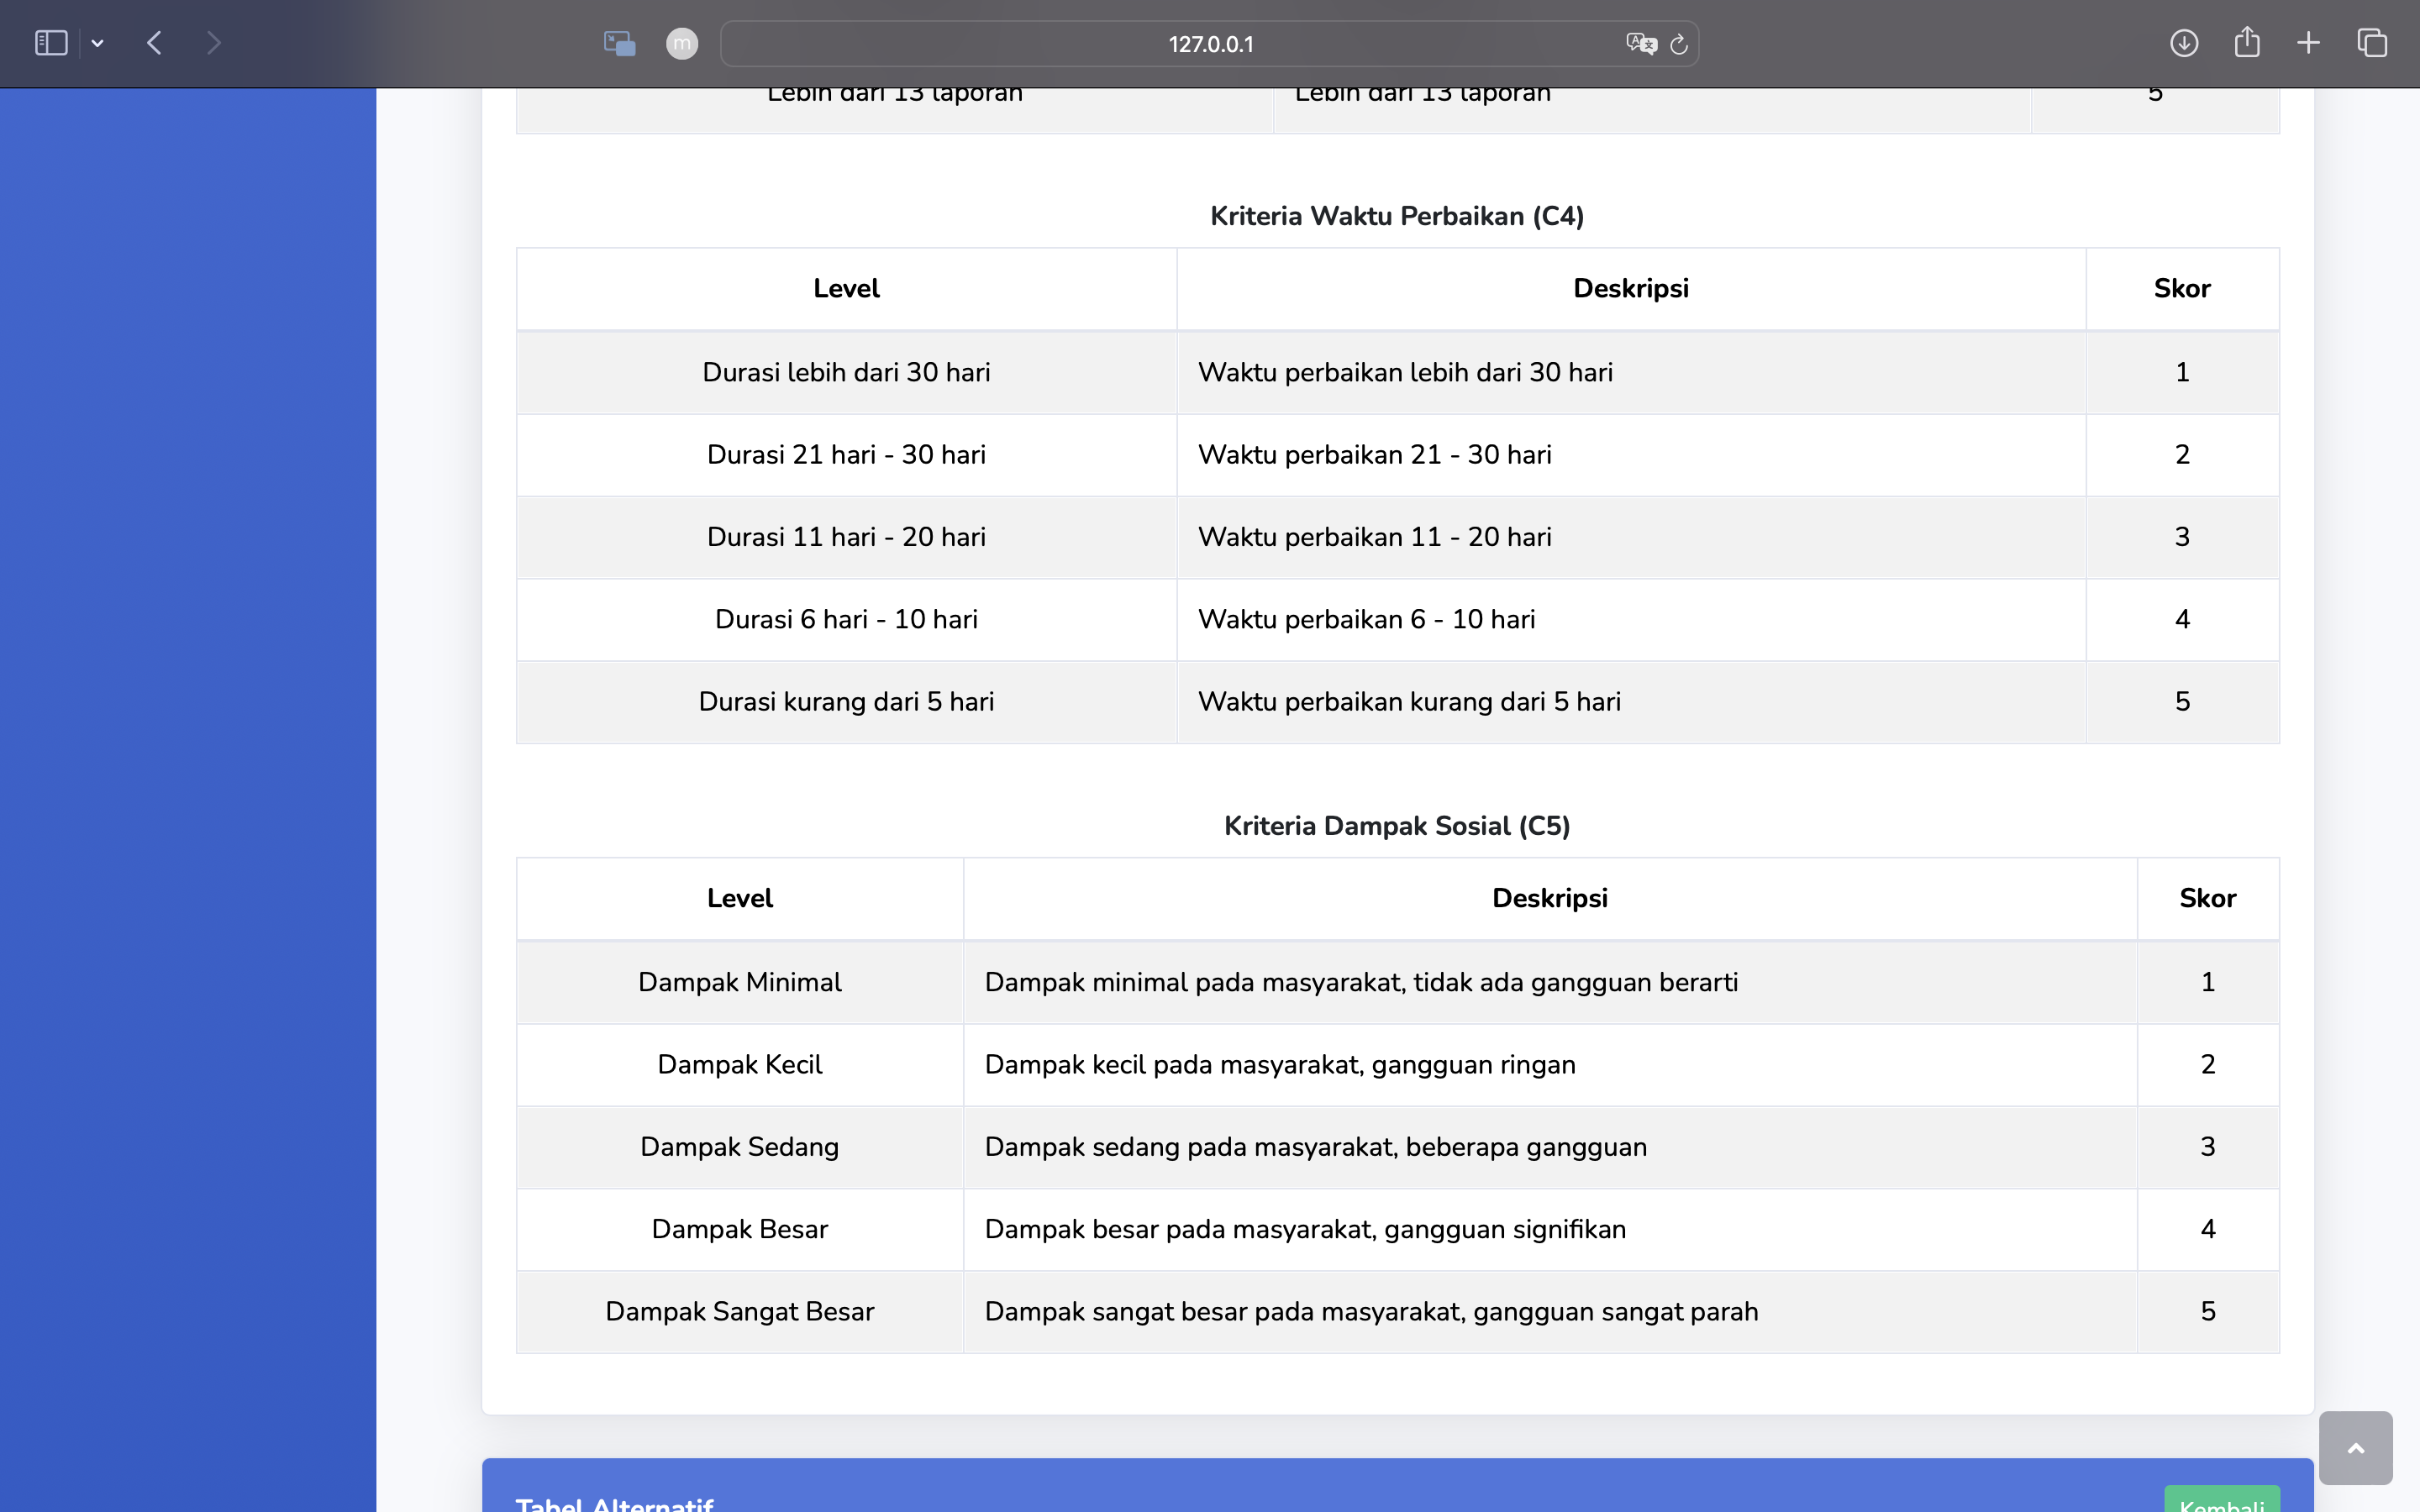 m
127.0.0.1
Lebih dari 13 laporan Lebih dari 13 laporan 5
Kriteria Waktu Perbaikan (C4)
Level Deskripsi Skor
Durasi lebih dari 30 hari Waktu perbaikan lebih dari 30 hari 1
Durasi 21 hari - 30 hari Waktu perbaikan 21 - 30 hari 2
Durasi 11 hari - 20 hari Waktu perbaikan 11 - 20 hari 3
Durasi 6 hari - 10 hari Waktu perbaikan 6 - 10 hari 4
Durasi kurang dari 5 hari Waktu perbaikan kurang dari 5 hari 5
Kriteria Dampak Sosial (C5)
Level Deskripsi Skor
Dampak Minimal Dampak minimal pada masyarakat, tidak ada gangguan berarti 1
Dampak Kecil Dampak kecil pada masyarakat, gangguan ringan 2
Dampak Sedang Dampak sedang pada masyarakat, beberapa gangguan 3
Dampak Besar Dampak besar pada masyarakat, gangguan signifikan 4
Dampak Sangat Besar Dampak sangat besar pada masyarakat, gangguan sangat parah 5
Tabel Alternatif Kembali